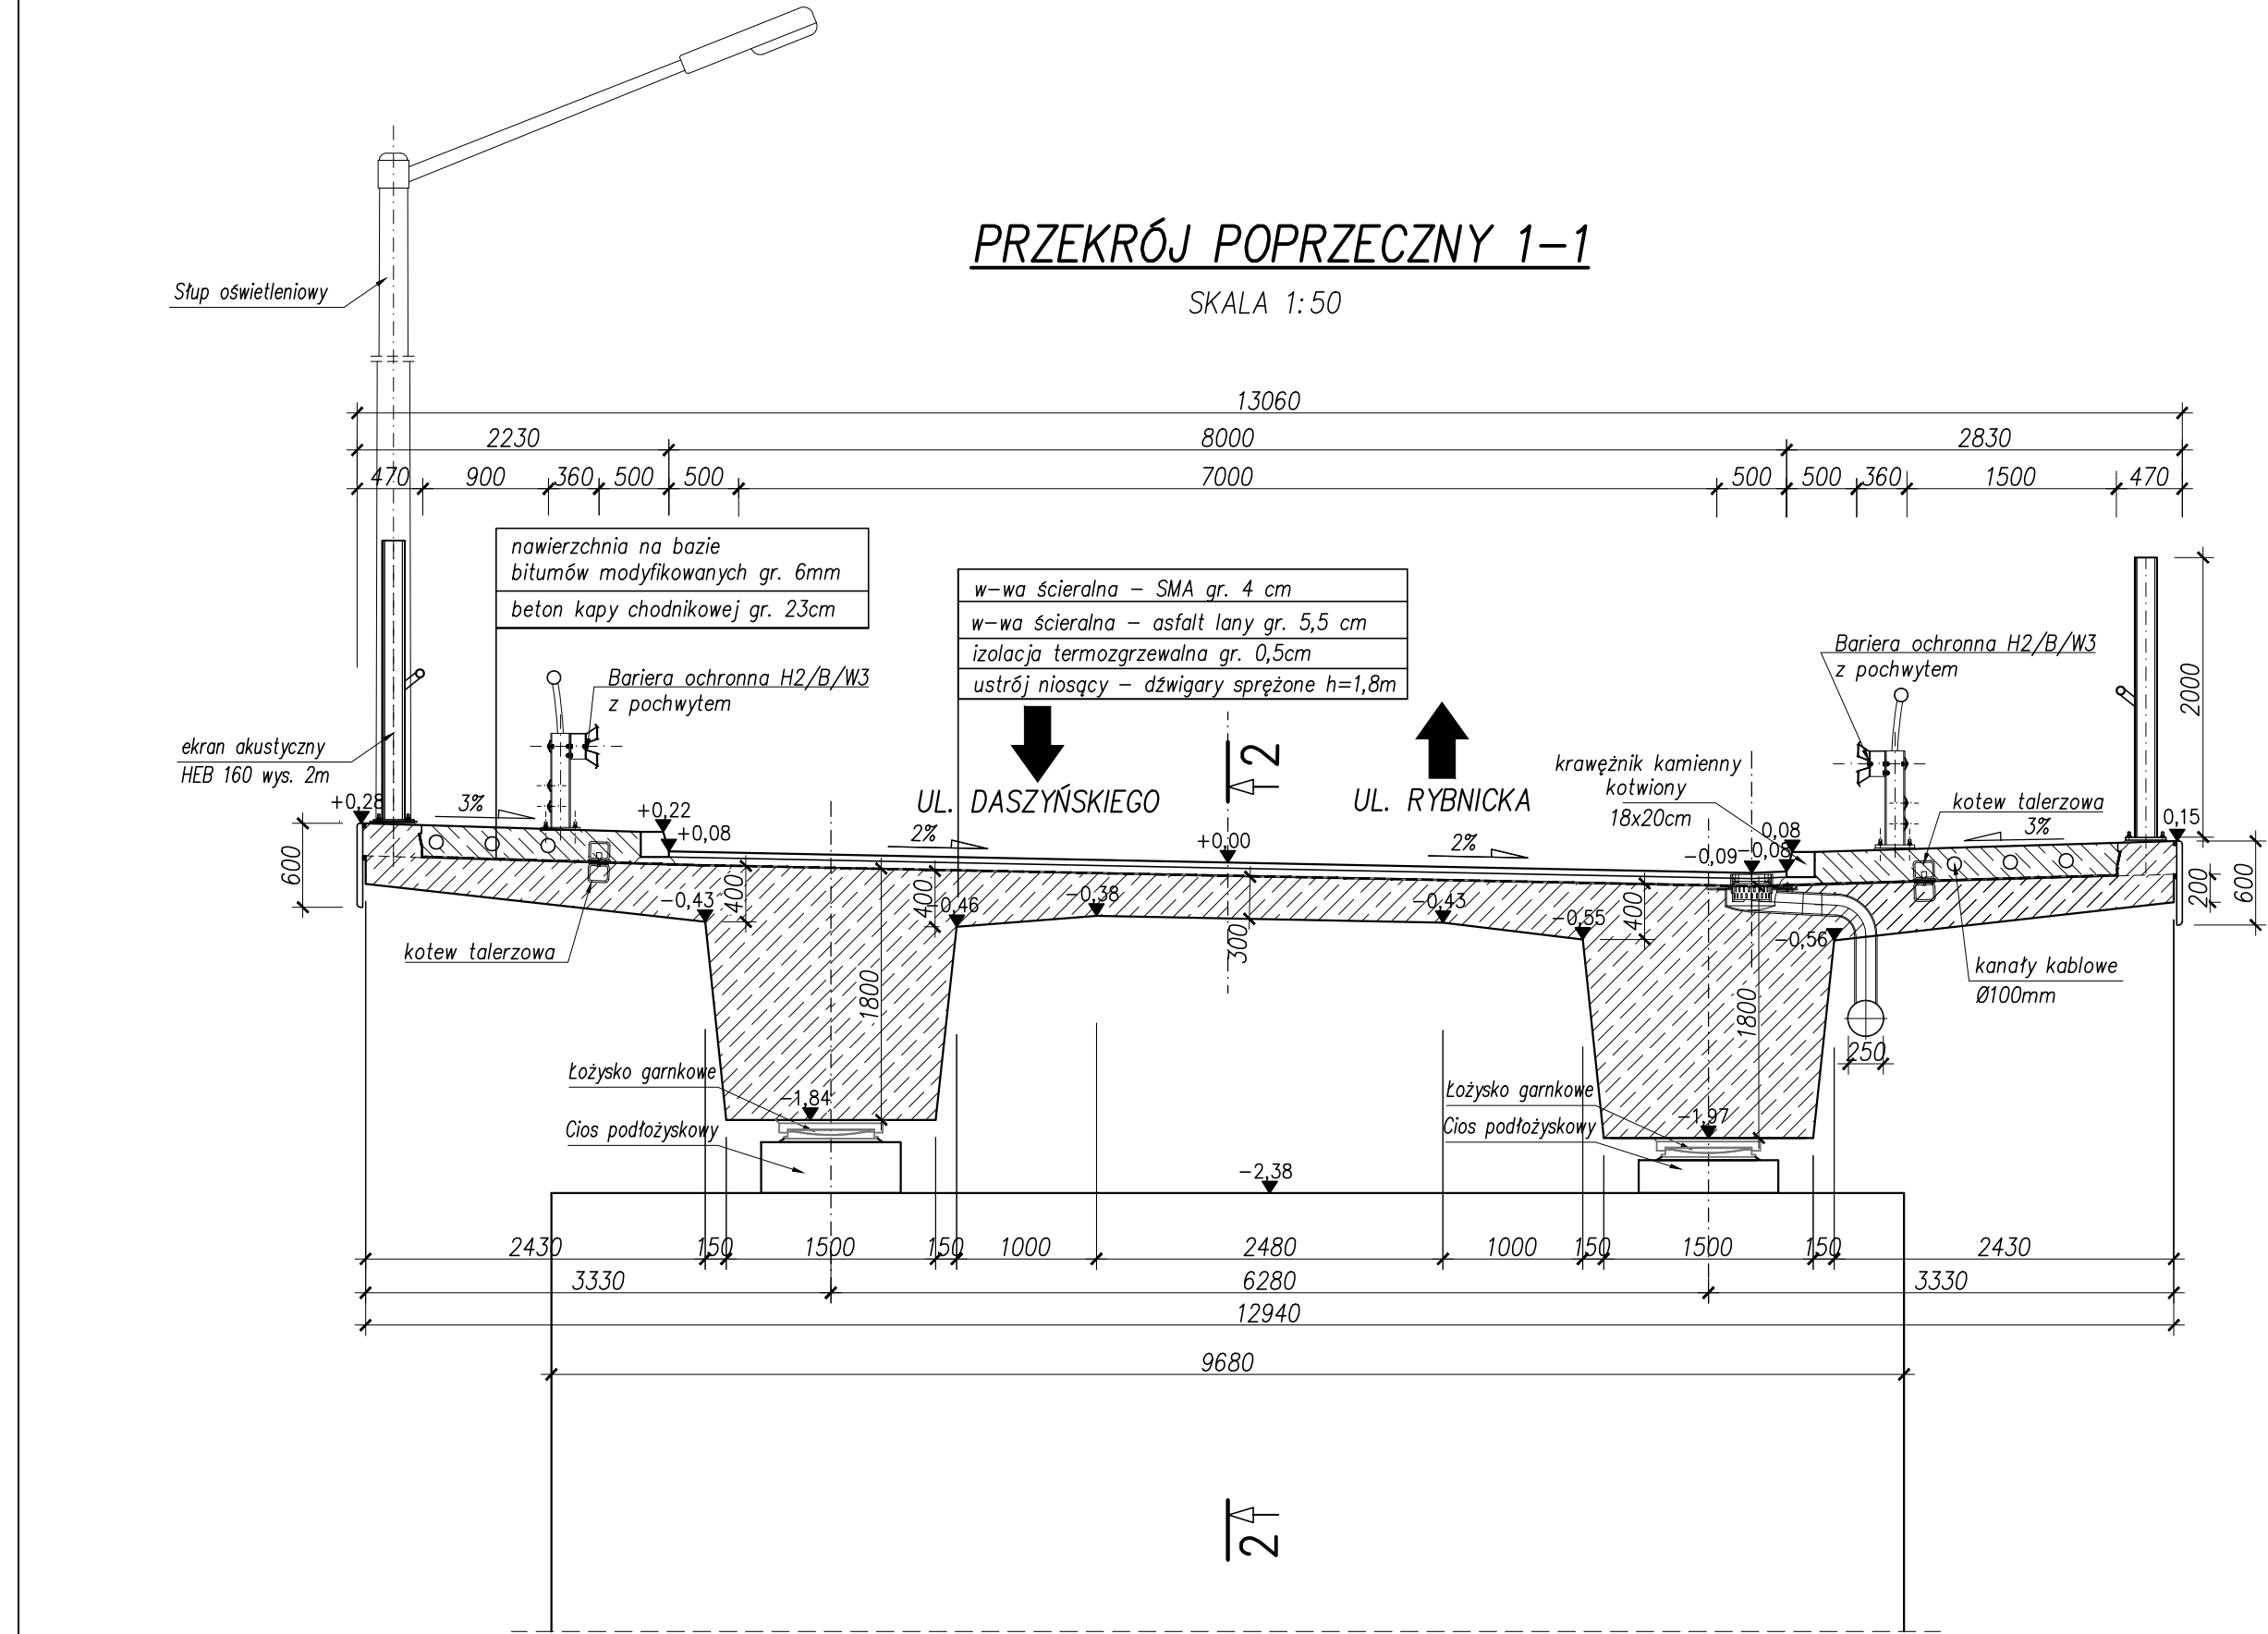 PRZEKRÓJ POPRZECZNY 1-1
SKALA 1:50
Słup oświetleniowy
13060
2230 8000 2830
470 900 360 500 500 7000 500 500 360 1500 470
nawierzchnia na bazie
bitumów modyfikowanych gr. 6mm
beton kapy chodnikowej gr. 23cm
w-wa ścieralna - SMA gr. 4 cm
w-wa ścieralna - asfalt lany gr. 5,5 cm
izolacja termozgrzewalna gr. 0,5cm
ustrój niosący - dźwigary sprężone h=1,8m
Bariera ochronna H2/B/W3
z pochwytem
Bariera ochronna H2/B/W3
z pochwytem
2000
ekran akustyczny
HEB 160 wys. 2m
2
krawężnik kamienny
kotwiony
18x20cm
UL. DASZYŃSKIEGO
UL. RYBNICKA
kotew talerzowa
+0,28
3%
+0,22
+0,08
2%
+0,00
2%
-0,09
0,08
-0,08
3%
0,15
600
400
400
300
400
200
600
-0,43
-0,46
-0,38
-0,43
-0,55
-0,56
kotew talerzowa
kanały kablowe
Ø100mm
1800
1800
250
Łożysko garnkowe
-1,84
Cios podłożyskowy
Łożysko garnkowe
-1,97
Cios podłożyskowy
-2,38
2430 150 1500 150 1000 2480 1000 150 1500 150 2430
3330 6280 3330
12940
9680
2